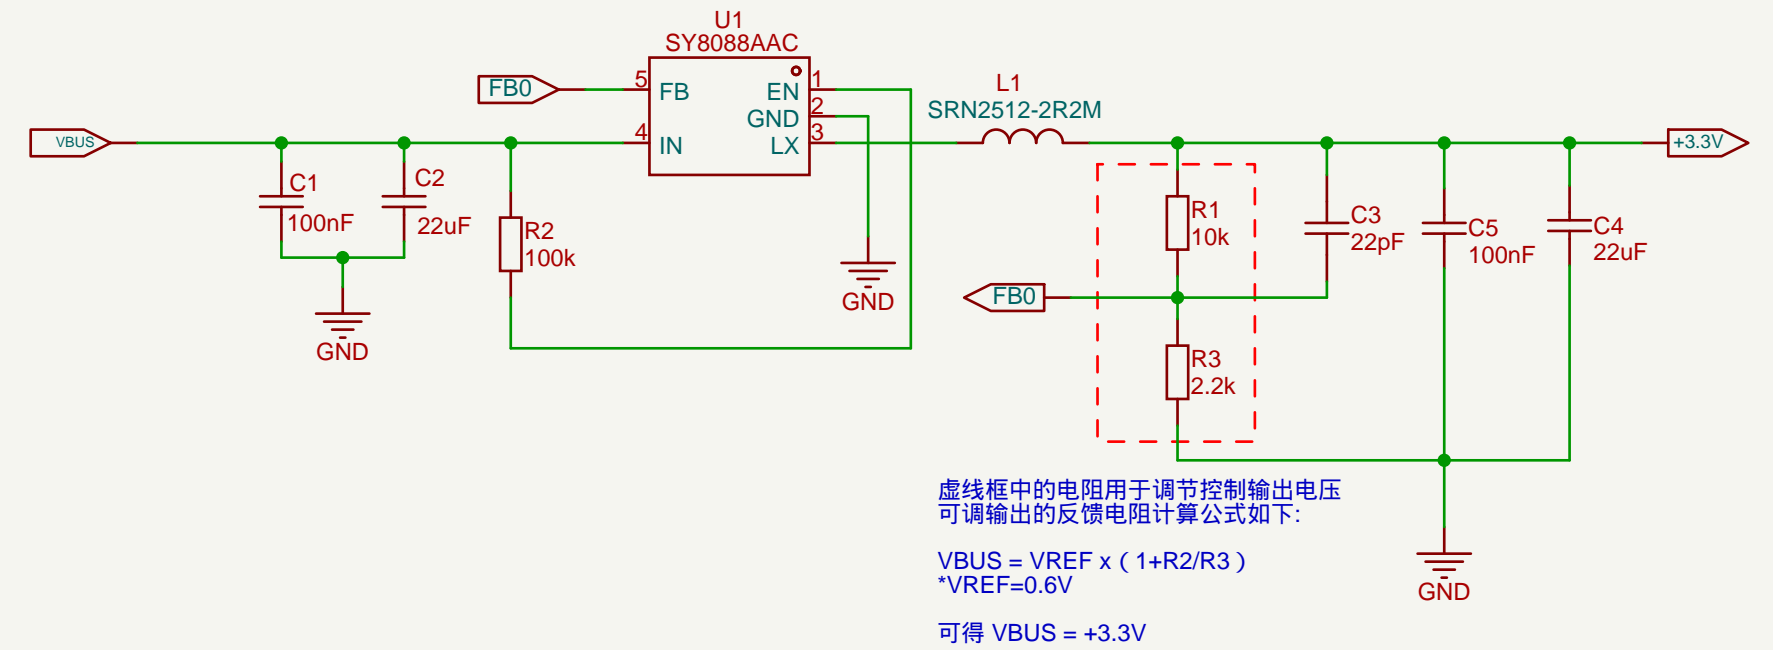 U1
SY8088AAC
FB0
5
FB
EN
1
GND
2
VBUS
4
IN
LX
3
L1
SRN2512-2R2M
+3.3V
C1
100nF
C2
22uF
R2
100k
GND
GND
R1
10k
C3
22pF
C5
100nF
C4
22uF
FB0
R3
2.2k
虚线框中的电阻用于调节控制输出电压
可调输出的反馈电阻计算公式如下:
VBUS = VREF x（1+R2/R3）
*VREF=0.6V
可得 VBUS = +3.3V
GND